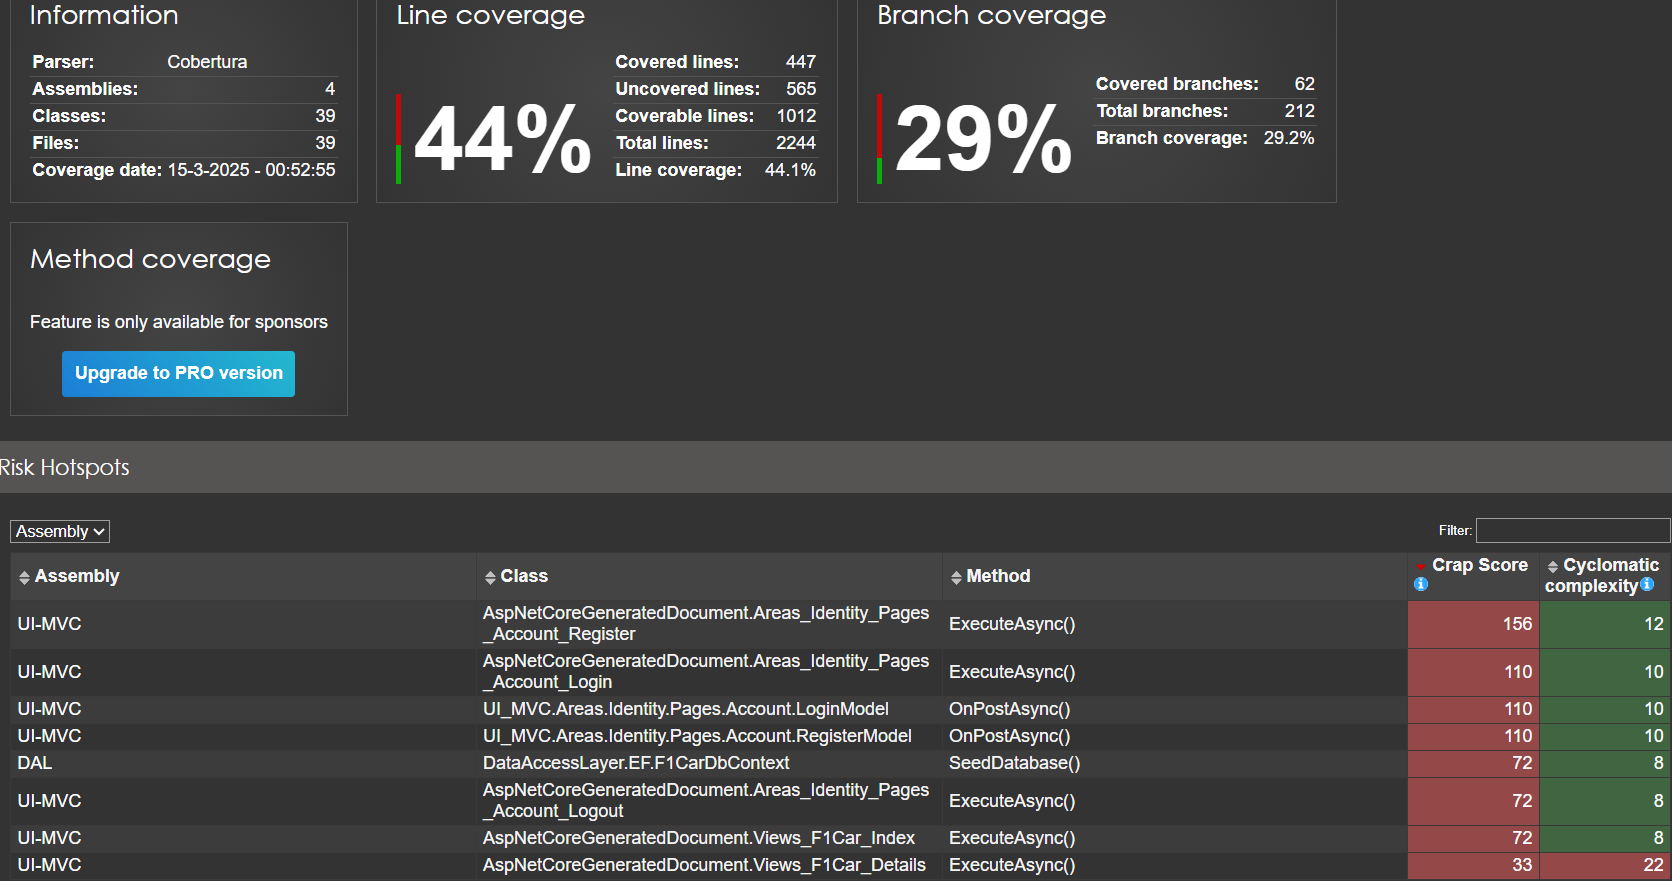 Information
Parser: Cobertura
Assemblies: 4
Classes: 39
Files: 39
Coverage date: 15-3-2025 - 00:52:55
Line coverage
44%
Covered lines: 447
Uncovered lines: 565
Coverable lines: 1012
Total lines: 2244
Line coverage: 44.1%
Branch coverage
29%
Covered branches: 62
Total branches: 212
Branch coverage: 29.2%
Method coverage
Feature is only available for sponsors
Upgrade to PRO version
Risk Hotspots
Assembly
Filter:
Assembly Class Method Crap Score Cyclomatic
complexity
UI-MVC AspNetCoreGeneratedDocument.Areas_Identity_Pages
_Account_Register ExecuteAsync() 156 12
UI-MVC AspNetCoreGeneratedDocument.Areas_Identity_Pages
_Account_Login ExecuteAsync() 110 10
UI-MVC UI_MVC.Areas.Identity.Pages.Account.LoginModel OnPostAsync() 110 10
UI-MVC UI_MVC.Areas.Identity.Pages.Account.RegisterModel OnPostAsync() 110 10
DAL DataAccessLayer.EF.F1CarDbContext SeedDatabase() 72 8
UI-MVC AspNetCoreGeneratedDocument.Areas_Identity_Pages
_Account_Logout ExecuteAsync() 72 8
UI-MVC AspNetCoreGeneratedDocument.Views_F1Car_Index ExecuteAsync() 72 8
UI-MVC AspNetCoreGeneratedDocument.Views_F1Car_Details ExecuteAsync() 33 22